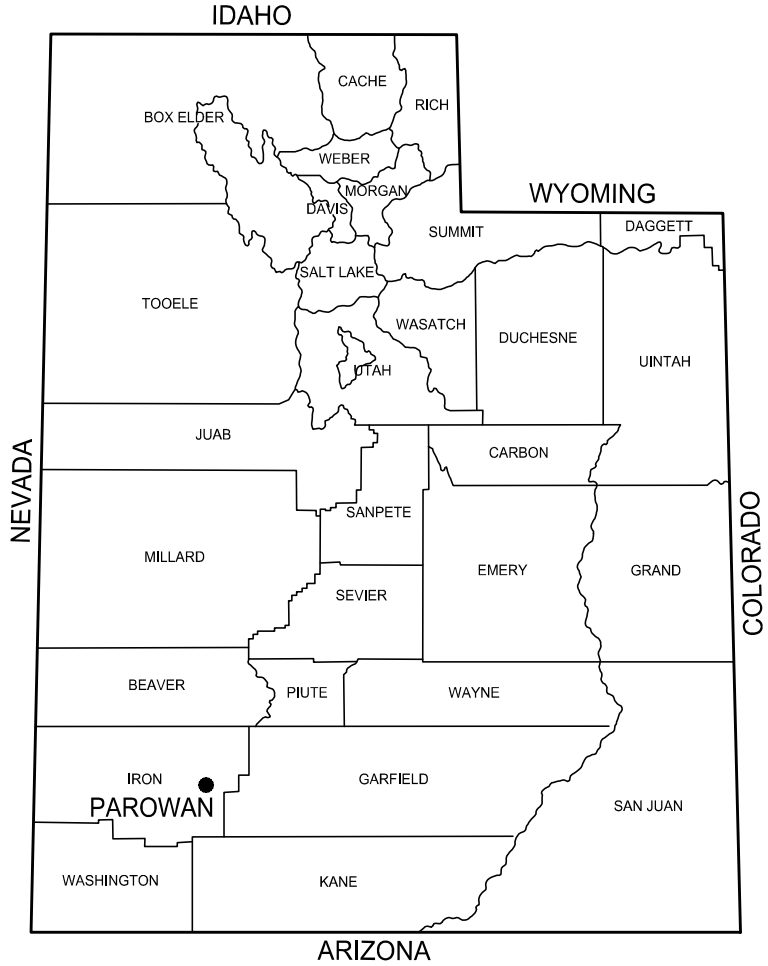 IDAHO
CACHE
RICH
BOX ELDER
WEBER
MORGAN
WYOMING
DAVIS
DAGGETT
SUMMIT
SALT LAKE
TOOELE
WASATCH
DUCHESNE
UINTAH
UTAH
JUAB
CARBON
NEVADA
SANPETE
COLORADO
MILLARD
EMERY
GRAND
SEVIER
BEAVER
PIUTE
WAYNE
IRON
GARFIELD
PAROWAN
SAN JUAN
WASHINGTON
KANE
ARIZONA